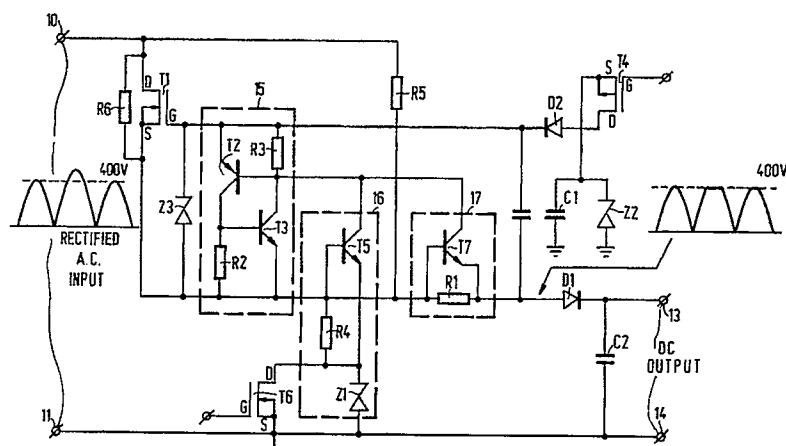 10
D
T1
R6
G
S
15
R5
S
T4
G
D
D2
T2
R3
400V
RECTIFIED
A.C.
INPUT
Z3
T3
R2
16
T5
17
T7
R1
C1
Z2
400V
D1
13
R4
D
T6
G
S
Z1
C2
DC
OUTPUT
11
14